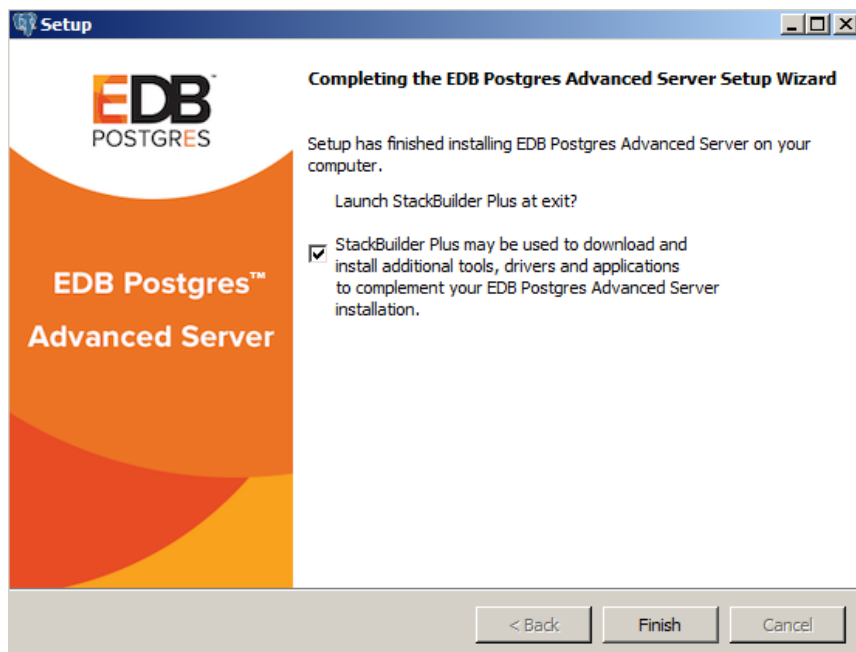 Setup
EDB™
POSTGRES
EDB Postgres™
Advanced Server
Completing the EDB Postgres Advanced Server Setup Wizard
Setup has finished installing EDB Postgres Advanced Server on your
computer.
Launch StackBuilder Plus at exit?
StackBuilder Plus may be used to download and
install additional tools, drivers and applications
to complement your EDB Postgres Advanced Server
installation.
< Back
Finish
Cancel